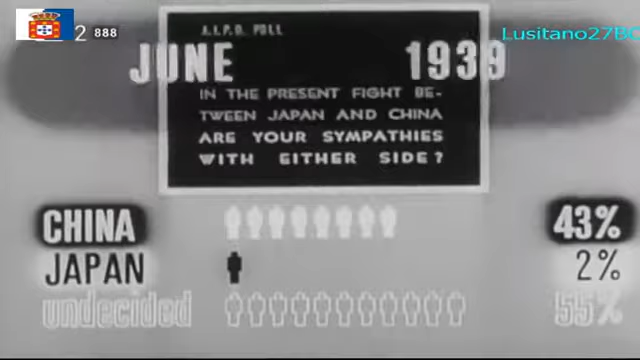 2 888
Lusitano27BC
A.I.P.O. POLL
JUNE 1939
IN THE PRESENT FIGHT BE-
TWEEN JAPAN AND CHINA
ARE YOUR SYMPATHIES
WITH EITHER SIDE?
CHINA 43%
JAPAN 2%
undecided 55%